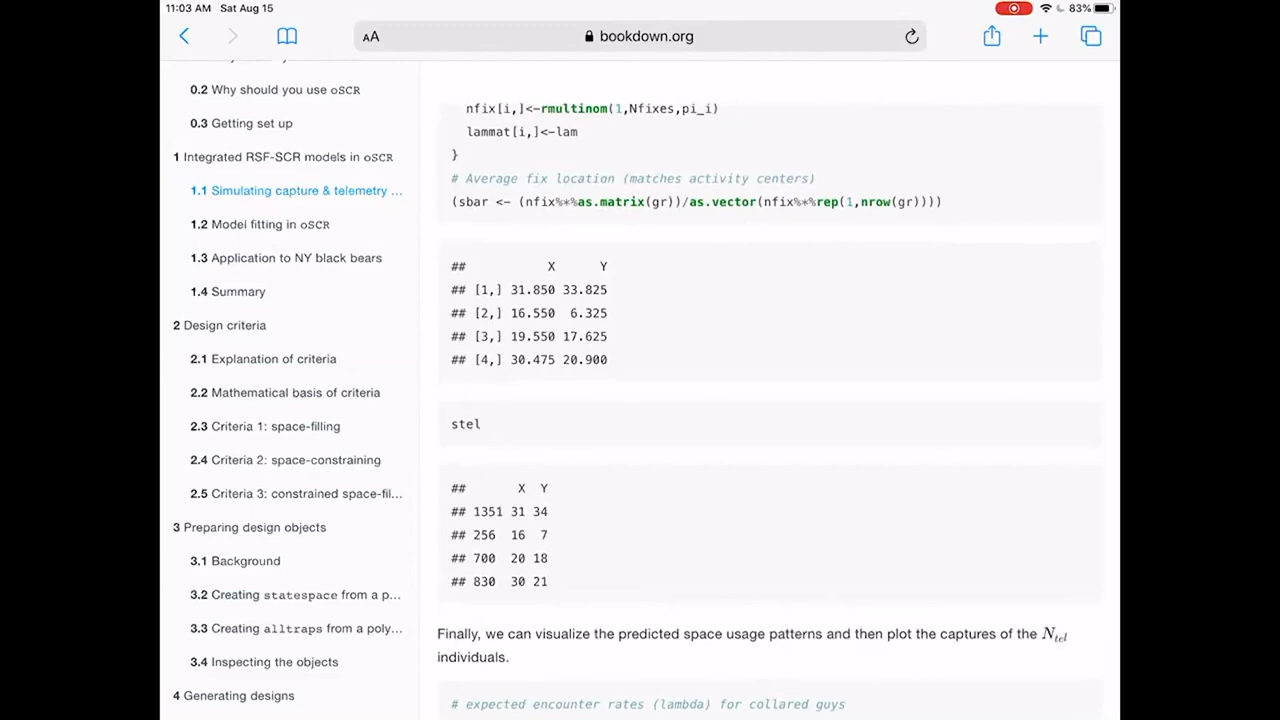 11:03 AM Sat Aug 15
83%
AA
bookdown.org
0.2 Why should you use oSCR
0.3 Getting set up
1 Integrated RSF-SCR models in oSCR
1.1 Simulating capture & telemetry ...
1.2 Model fitting in oSCR
1.3 Application to NY black bears
1.4 Summary
2 Design criteria
2.1 Explanation of criteria
2.2 Mathematical basis of criteria
2.3 Criteria 1: space-filling
2.4 Criteria 2: space-constraining
2.5 Criteria 3: constrained space-fil...
3 Preparing design objects
3.1 Background
3.2 Creating statespace from a p...
3.3 Creating alltraps from a poly...
3.4 Inspecting the objects
4 Generating designs
nfix[i,]<-rmultinom(1,Nfixes,pi_i)
lammat[i,]<-lam
}
# Average fix location (matches activity centers)
(sbar <- (nfix%*%as.matrix(gr))/as.vector(nfix%*%rep(1,nrow(gr))))
## X Y
## [1,] 31.850 33.825
## [2,] 16.550 6.325
## [3,] 19.550 17.625
## [4,] 30.475 20.900
stel
## X Y
## 1351 31 34
## 256 16 7
## 700 20 18
## 830 30 21
Finally, we can visualize the predicted space usage patterns and then plot the captures of the N_tel
individuals.
# expected encounter rates (lambda) for collared guys